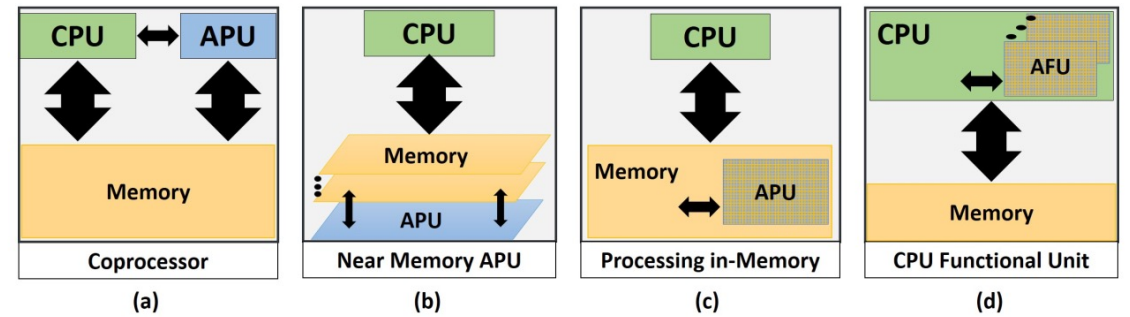 CPU
APU
Memory
Coprocessor
(a)
CPU
Memory
APU
Near Memory APU
(b)
CPU
Memory
APU
Processing in-Memory
(c)
CPU
AFU
Memory
CPU Functional Unit
(d)